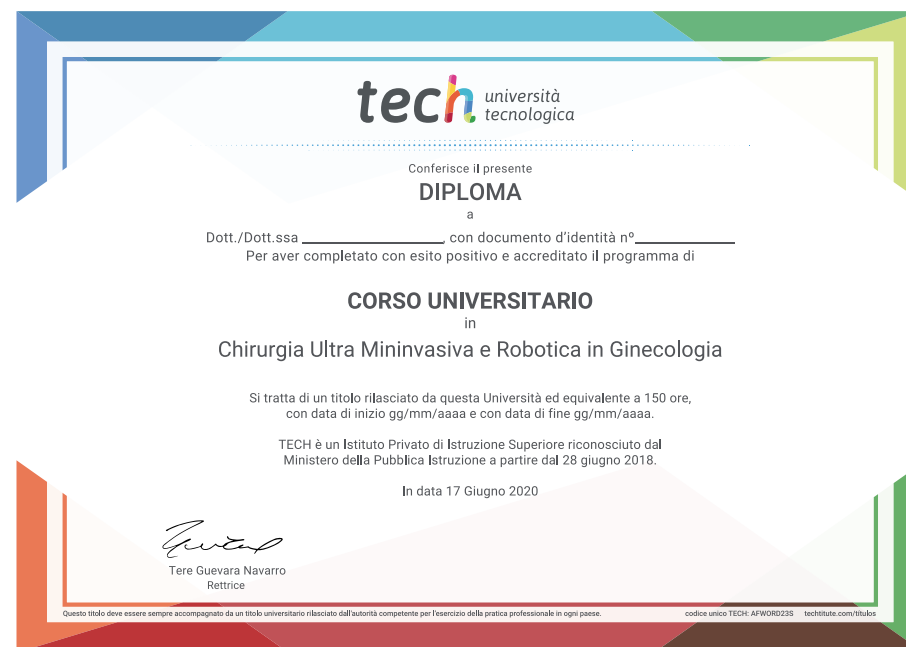 tech università
tecnologica
Conferisce il presente
DIPLOMA
a
Dott./Dott.ssa ____________________, con documento d'identità nº______________
Per aver completato con esito positivo e accreditato il programma di
CORSO UNIVERSITARIO
in
Chirurgia Ultra Mininvasiva e Robotica in Ginecologia
Si tratta di un titolo rilasciato da questa Università ed equivalente a 150 ore,
con data di inizio gg/mm/aaaa e con data di fine gg/mm/aaaa.
TECH è un Istituto Privato di Istruzione Superiore riconosciuto dal
Ministero della Pubblica Istruzione a partire dal 28 giugno 2018.
In data 17 Giugno 2020
Tere Guevara Navarro
Rettrice
Questo titolo deve essere sempre accompagnato da un titolo universitario rilasciato dall'autorità competente per l'esercizio della pratica professionale in ogni paese. codice unico TECH: AFWORD23S techtitute.com/titulos